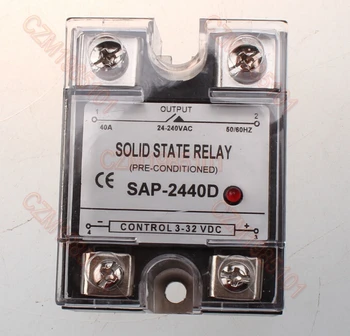 OUTPUT
1 2
40A 24-240VAC 50/60HZ
SOLID STATE RELAY
(PRE-CONDITIONED)
CE SAP-2440D
- CONTROL 3-32 VDC +
4 3